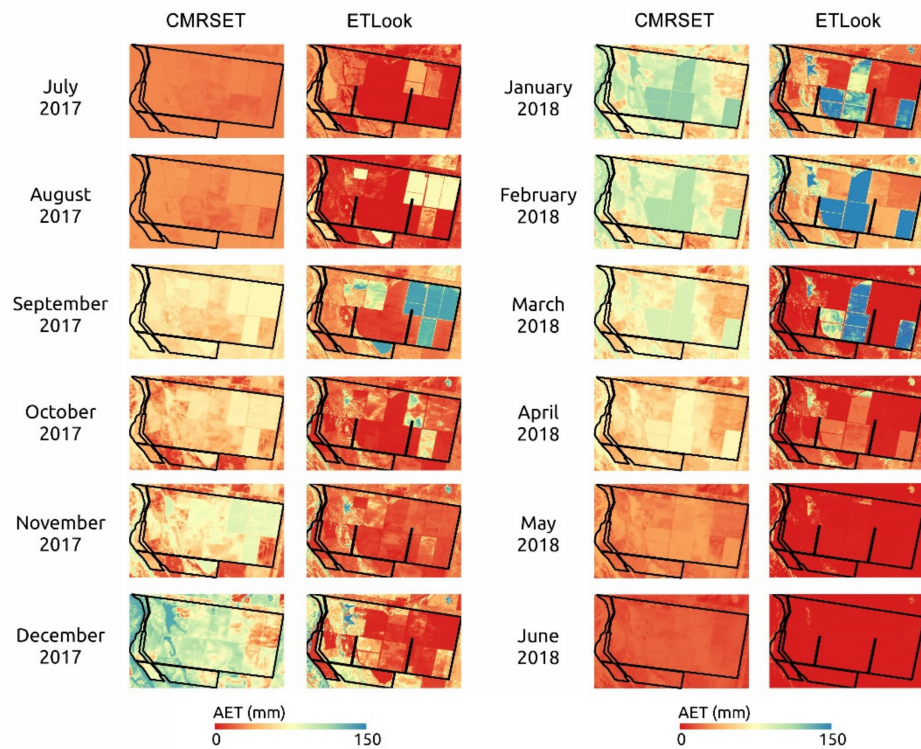 CMRSET
ETLook
July
2017
August
2017
September
2017
October
2017
November
2017
December
2017
AET (mm)
0
150
CMRSET
ETLook
January
2018
February
2018
March
2018
April
2018
May
2018
June
2018
AET (mm)
0
150